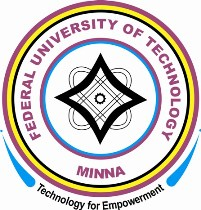 FEDERAL UNIVERSITY OF TECHNOLOGY
MINNA
Technology for Empowerment